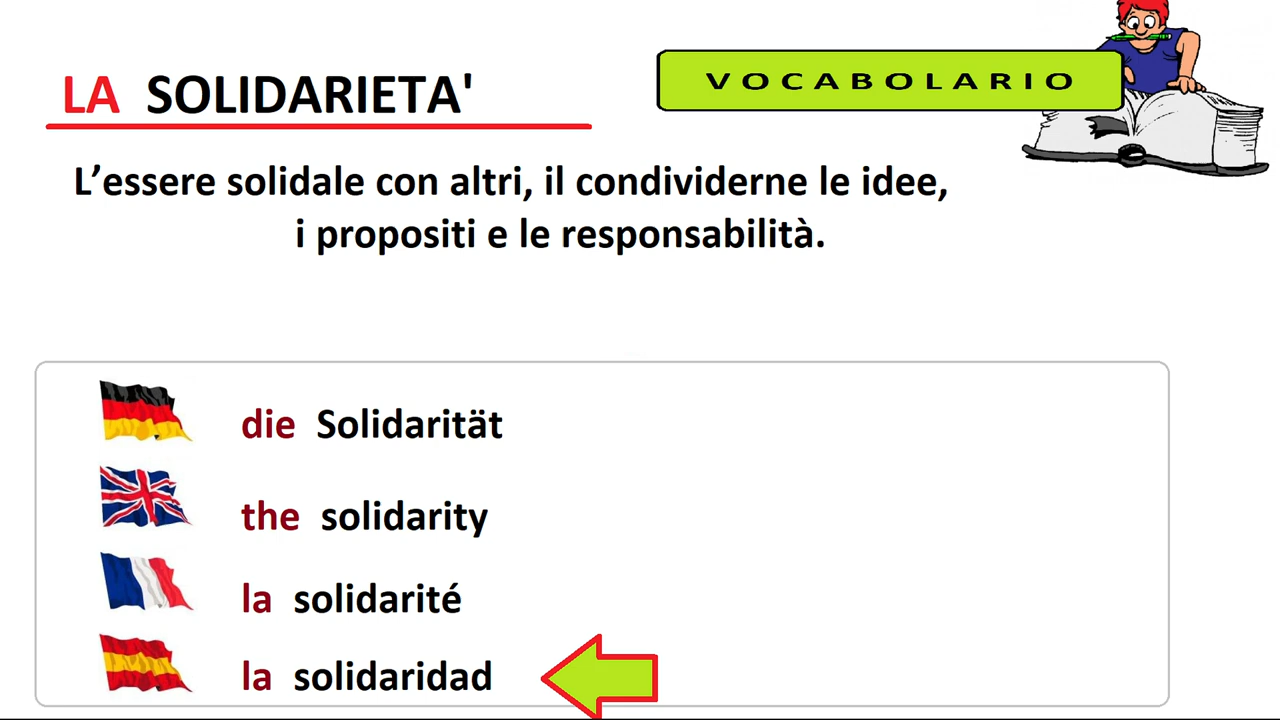 LA SOLIDARIETA'
VOCABOLARIO
L’essere solidale con altri, il condividerne le idee,
i propositi e le responsabilità.
die Solidarität
the solidarity
la solidarité
la solidaridad